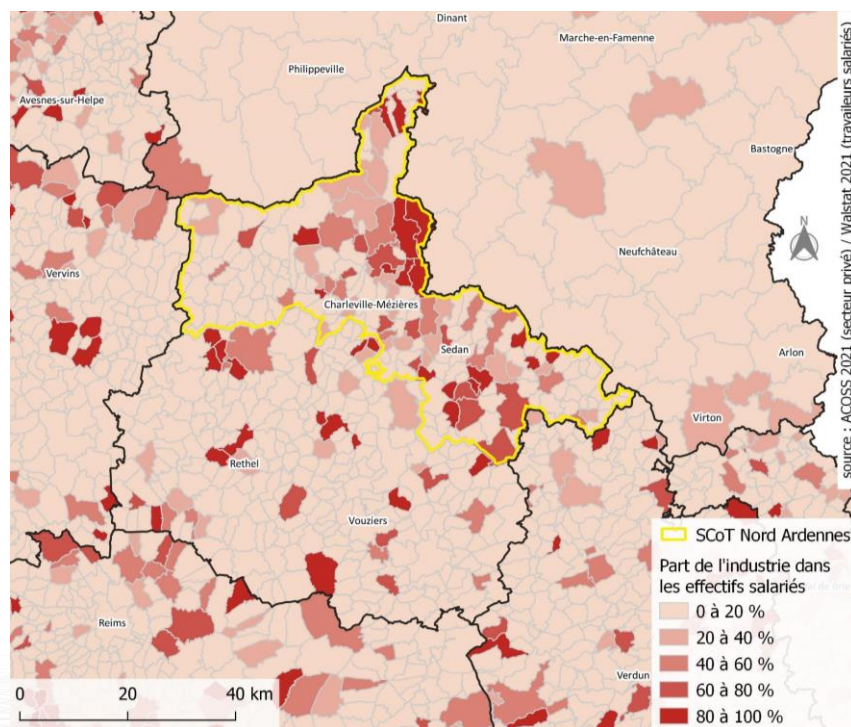 Dinant
Marche-en-Famenne
Philippeville
Avesnes-sur-Helpe
Bastogne
N
Neufchâteau
Vervins
Charleville-Mézières
Sedan
Arlon
Virton
Rethel
Vouziers
Reims
Verdun
source : ACOSS 2021 (secteur privé) / Walstat 2021 (travailleurs salariés)
SCoT Nord Ardennes
Part de l'industrie dans
les effectifs salariés
0 à 20 %
20 à 40 %
40 à 60 %
60 à 80 %
80 à 100 %
0 20 40 km